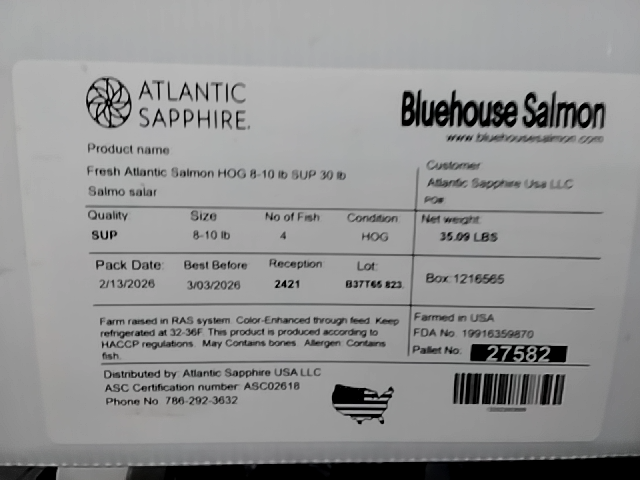 ATLANTIC
SAPPHIRE.
Bluehouse Salmon
www.bluehousesalmon.com
Product name
Fresh Atlantic Salmon HOG 8-10 lb SUP 30 lb
Salmo salar
Customer
Atlantic Sapphire Usa LLC
PO#
Quality
Size
No of Fish
Condition
Net weight
SUP
8-10 lb
4
HOG
35.09 LBS
Pack Date:
Best Before
Reception
Lot:
2/13/2026
3/03/2026
2421
B37T65 823
Box: 1216565
Farm raised in RAS system. Color-Enhanced through feed. Keep
refrigerated at 32-36F. This product is produced according to
HACCP regulations. May Contains bones. Allergen: Contains
fish.
Farmed in USA
FDA No. 19916359870
Pallet No. 27582
Distributed by: Atlantic Sapphire USA LLC
ASC Certification number: ASC02618
Phone No. 786-292-3632